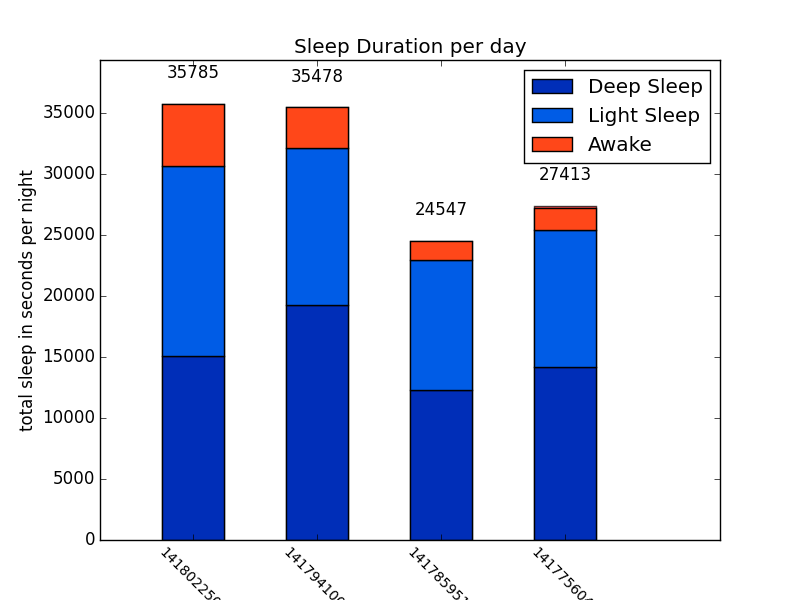 Sleep Duration per day
35785
35478
24547
27413
Deep Sleep
Light Sleep
Awake
total sleep in seconds per night
35000
30000
25000
20000
15000
10000
5000
0